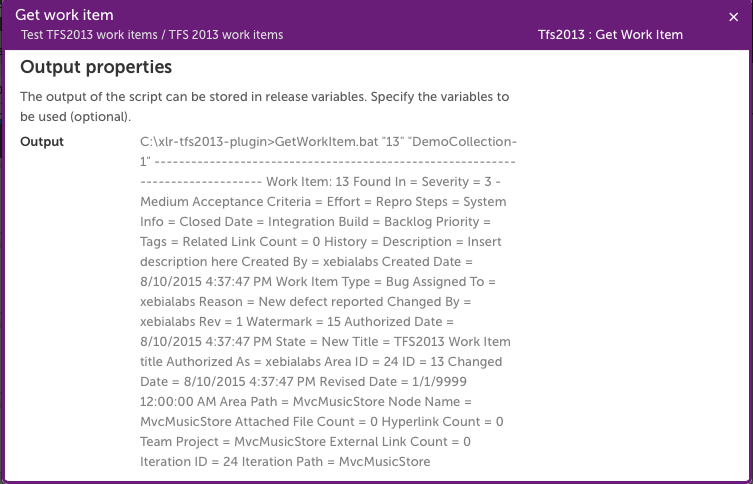 Get work item
Test TFS2013 work items / TFS 2013 work items
Tfs2013 : Get Work Item
Output properties
The output of the script can be stored in release variables. Specify the variables to
be used (optional).
Output
C:\xlr-tfs2013-plugin>GetWorkItem.bat "13" "DemoCollection-
1" ------------------------------------------------------------
-------------------- Work Item: 13 Found In = Severity = 3 -
Medium Acceptance Criteria = Effort = Repro Steps = System
Info = Closed Date = Integration Build = Backlog Priority =
Tags = Related Link Count = 0 History = Description = Insert
description here Created By = xebialabs Created Date =
8/10/2015 4:37:47 PM Work Item Type = Bug Assigned To =
xebialabs Reason = New defect reported Changed By =
xebialabs Rev = 1 Watermark = 15 Authorized Date =
8/10/2015 4:37:47 PM State = New Title = TFS2013 Work Item
title Authorized As = xebialabs Area ID = 24 ID = 13 Changed
Date = 8/10/2015 4:37:47 PM Revised Date = 1/1/9999
12:00:00 AM Area Path = MvcMusicStore Node Name =
MvcMusicStore Attached File Count = 0 Hyperlink Count = 0
Team Project = MvcMusicStore External Link Count = 0
Iteration ID = 24 Iteration Path = MvcMusicStore